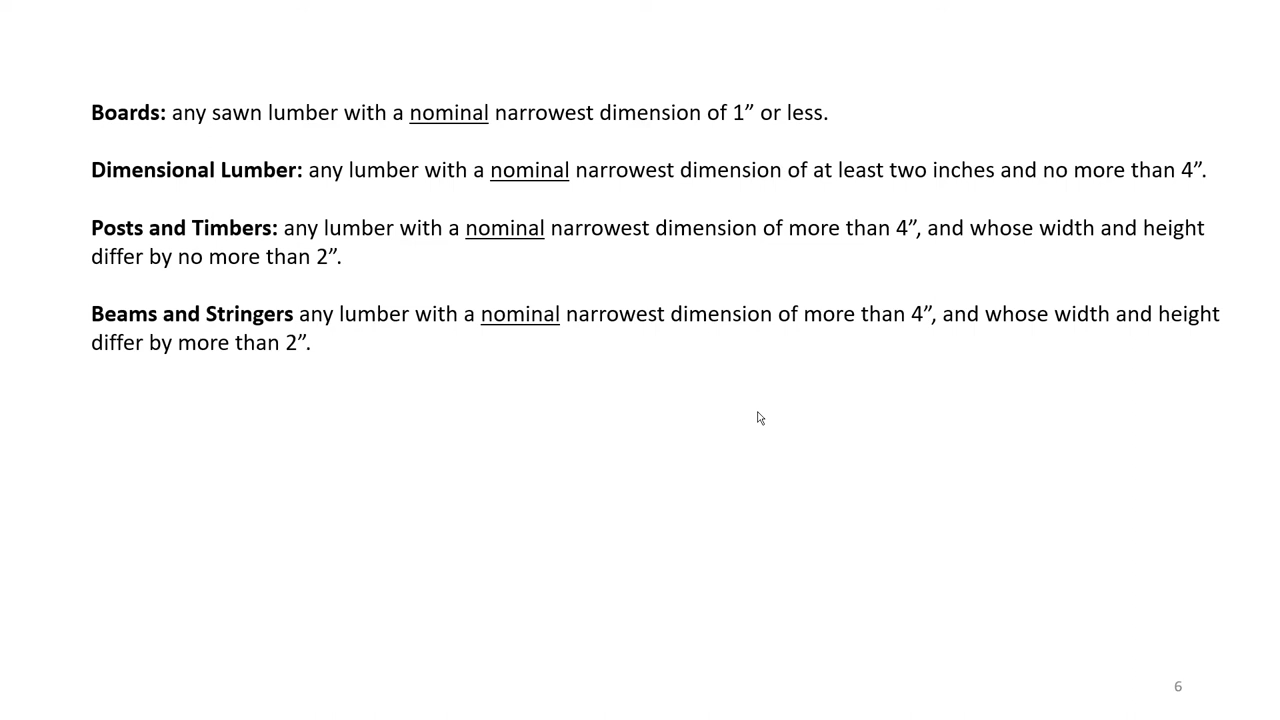 Boards: any sawn lumber with a nominal narrowest dimension of 1” or less.
Dimensional Lumber: any lumber with a nominal narrowest dimension of at least two inches and no more than 4”.
Posts and Timbers: any lumber with a nominal narrowest dimension of more than 4”, and whose width and height
differ by no more than 2”.
Beams and Stringers any lumber with a nominal narrowest dimension of more than 4”, and whose width and height
differ by more than 2”.
6